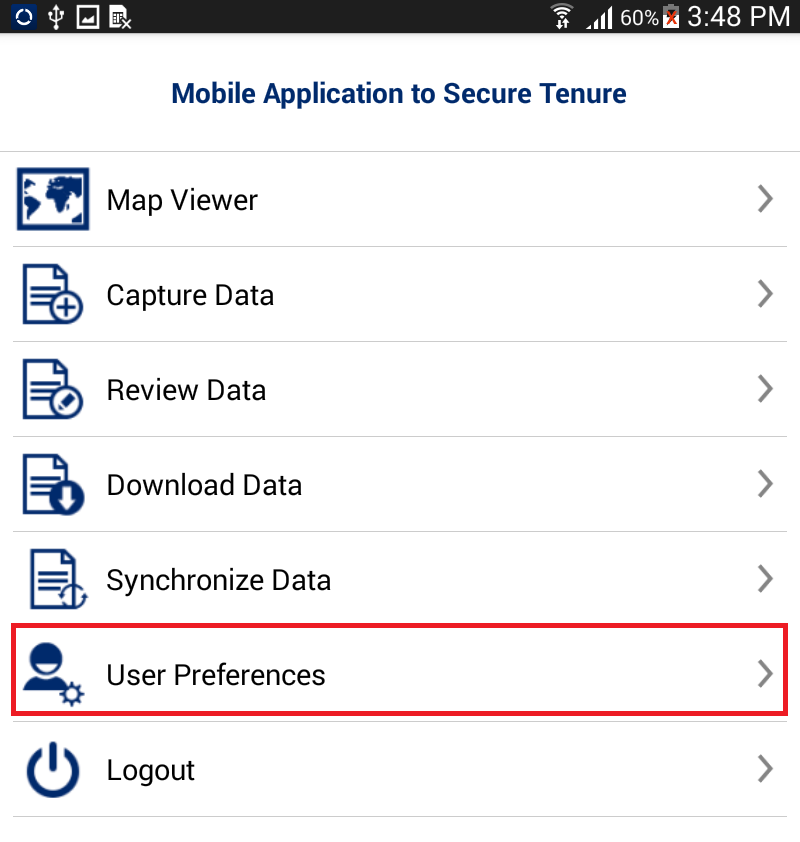 60% 3:48 PM
Mobile Application to Secure Tenure
Map Viewer
Capture Data
Review Data
Download Data
Synchronize Data
User Preferences
Logout